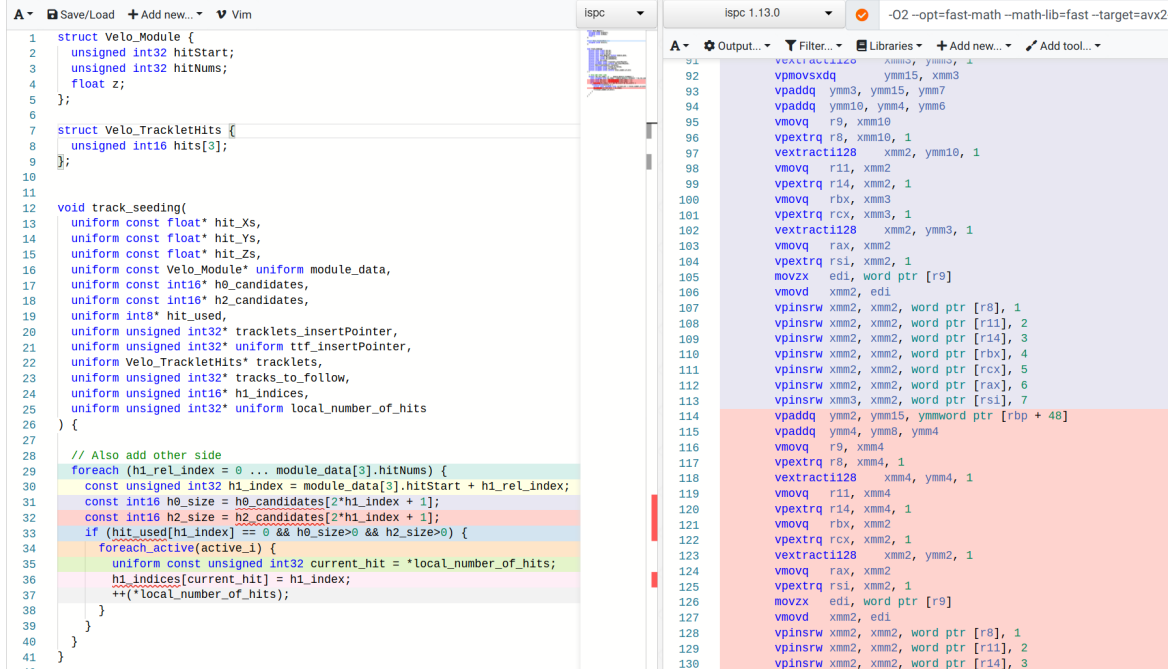 A Save/Load + Add new... Vim
ispc
ispc 1.13.0
-O2 --opt=fast-math --math-lib=fast --target=avx2-
A Output... Filter... Libraries + Add new... Add tool...
1 struct Velo_Module {
2 unsigned int32 hitStart;
3 unsigned int32 hitNums;
4 float z;
5 };
6
7 struct Velo_TrackletHits {
8 unsigned int16 hits[3];
9 };
10
11
12 void track_seeding(
13 uniform const float* hit_Xs,
14 uniform const float* hit_Ys,
15 uniform const float* hit_Zs,
16 uniform const Velo_Module* uniform module_data,
17 uniform const int16* h0_candidates,
18 uniform const int16* h2_candidates,
19 uniform int8* hit_used,
20 uniform unsigned int32* tracklets_insertPointer,
21 uniform unsigned int32* uniform ttf_insertPointer,
22 uniform Velo_TrackletHits* tracklets,
23 uniform unsigned int32* tracks_to_follow,
24 uniform unsigned int16* h1_indices,
25 uniform unsigned int32* uniform local_number_of_hits
26 ) {
27
28 // Also add other side
29 foreach (h1_rel_index = 0 ... module_data[3].hitNums) {
30 const unsigned int32 h1_index = module_data[3].hitStart + h1_rel_index;
31 const int16 h0_size = h0_candidates[2*h1_index + 1];
32 const int16 h2_size = h2_candidates[2*h1_index + 1];
33 if (hit_used[h1_index] == 0 && h0_size>0 && h2_size>0) {
34 foreach_active(active_i) {
35 uniform const unsigned int32 current_hit = *local_number_of_hits;
36 h1_indices[current_hit] = h1_index;
37 ++(*local_number_of_hits);
38 }
39 }
40 }
41 }
91 vextracti128 xmm3, ymm3, 1
92 vpmovsxdq ymm15, xmm3
93 vpaddq ymm3, ymm15, ymm7
94 vpaddq ymm10, ymm4, ymm6
95 vmovq r9, xmm10
96 vpextrq r8, xmm10, 1
97 vextracti128 xmm2, ymm10, 1
98 vmovq r11, xmm2
99 vpextrq r14, xmm2, 1
100 vmovq rbx, xmm3
101 vpextrq rcx, xmm3, 1
102 vextracti128 xmm2, ymm3, 1
103 vmovq rax, xmm2
104 vpextrq rsi, xmm2, 1
105 movzx edi, word ptr [r9]
106 vmovd xmm2, edi
107 vpinsrw xmm2, xmm2, word ptr [r8], 1
108 vpinsrw xmm2, xmm2, word ptr [r11], 2
109 vpinsrw xmm2, xmm2, word ptr [r14], 3
110 vpinsrw xmm2, xmm2, word ptr [rbx], 4
111 vpinsrw xmm2, xmm2, word ptr [rcx], 5
112 vpinsrw xmm2, xmm2, word ptr [rax], 6
113 vpinsrw xmm3, xmm2, word ptr [rsi], 7
114 vpaddq ymm2, ymm15, ymmword ptr [rbp + 48]
115 vpaddq ymm4, ymm8, ymm4
116 vmovq r9, xmm4
117 vpextrq r8, xmm4, 1
118 vextracti128 xmm4, ymm4, 1
119 vmovq r11, xmm4
120 vpextrq r14, xmm4, 1
121 vmovq rbx, xmm2
122 vpextrq rcx, xmm2, 1
123 vextracti128 xmm2, ymm2, 1
124 vmovq rax, xmm2
125 vpextrq rsi, xmm2, 1
126 movzx edi, word ptr [r9]
127 vmovd xmm2, edi
128 vpinsrw xmm2, xmm2, word ptr [r8], 1
129 vpinsrw xmm2, xmm2, word ptr [r11], 2
130 vpinsrw xmm2, xmm2, word ptr [r14], 3